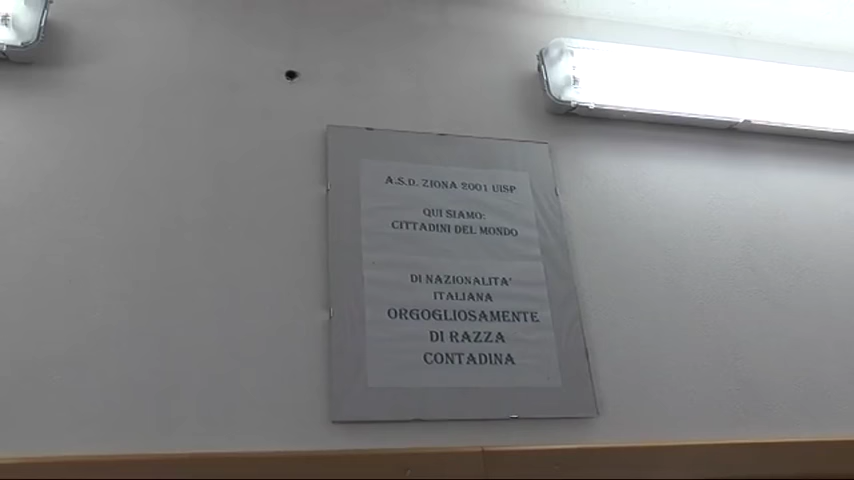 A.S.D. ZIONA 2001 UISP
QUI SIAMO:
CITTADINI DEL MONDO
DI NAZIONALITA'
ITALIANA
ORGOGLIOSAMENTE
DI RAZZA
CONTADINA